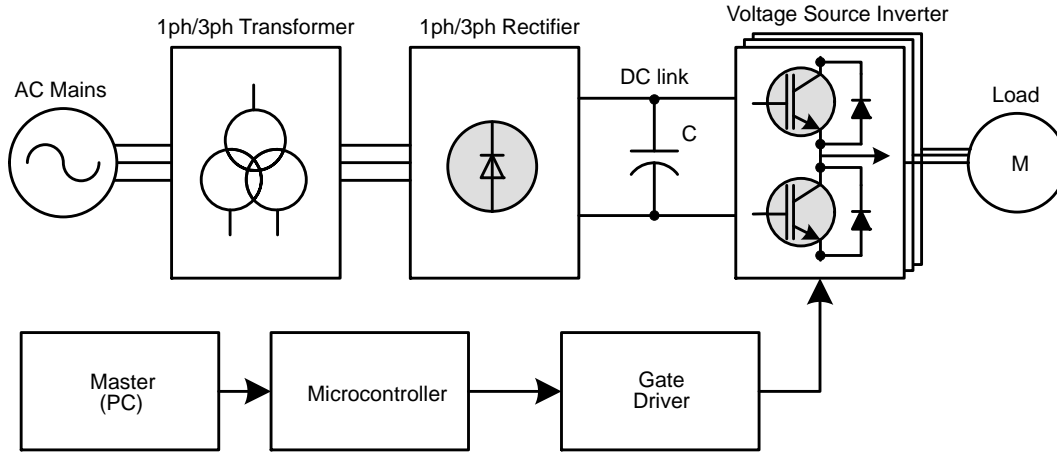 Voltage Source Inverter
1ph/3ph Transformer
1ph/3ph Rectifier
AC Mains
DC link
Load
C
M
Master
(PC)
Microcontroller
Gate
Driver